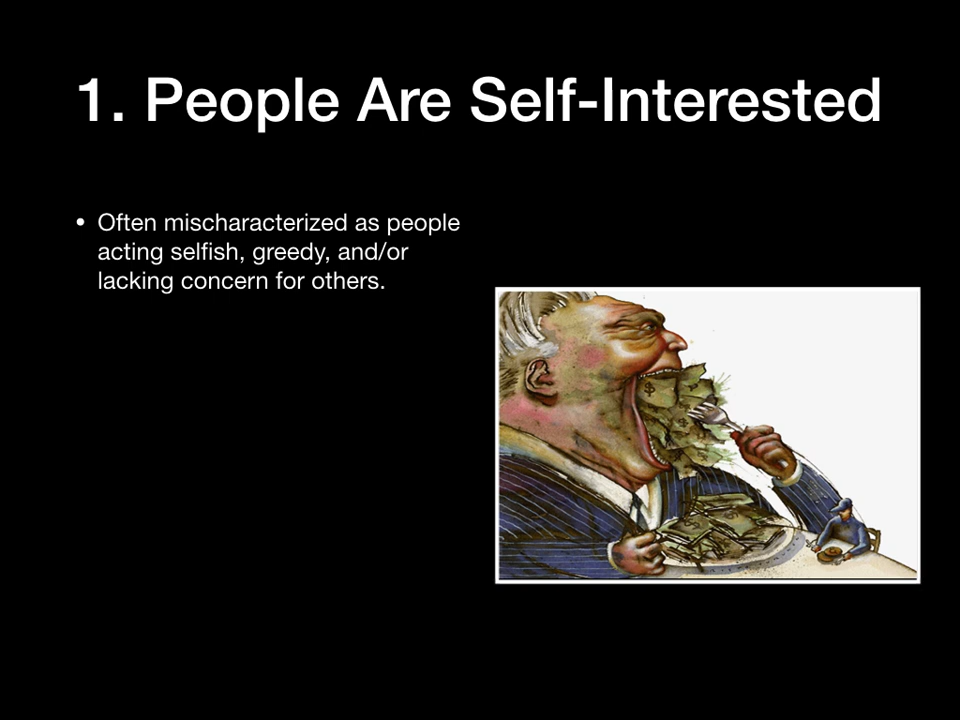 1. People Are Self-Interested
• Often mischaracterized as people
acting selfish, greedy, and/or
lacking concern for others.